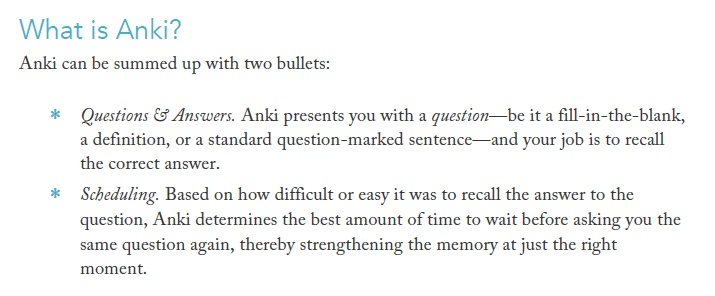 What is Anki?
Anki can be summed up with two bullets:
* Questions & Answers. Anki presents you with a question—be it a fill-in-the-blank,
a definition, or a standard question-marked sentence—and your job is to recall
the correct answer.
* Scheduling. Based on how difficult or easy it was to recall the answer to the
question, Anki determines the best amount of time to wait before asking you the
same question again, thereby strengthening the memory at just the right
moment.